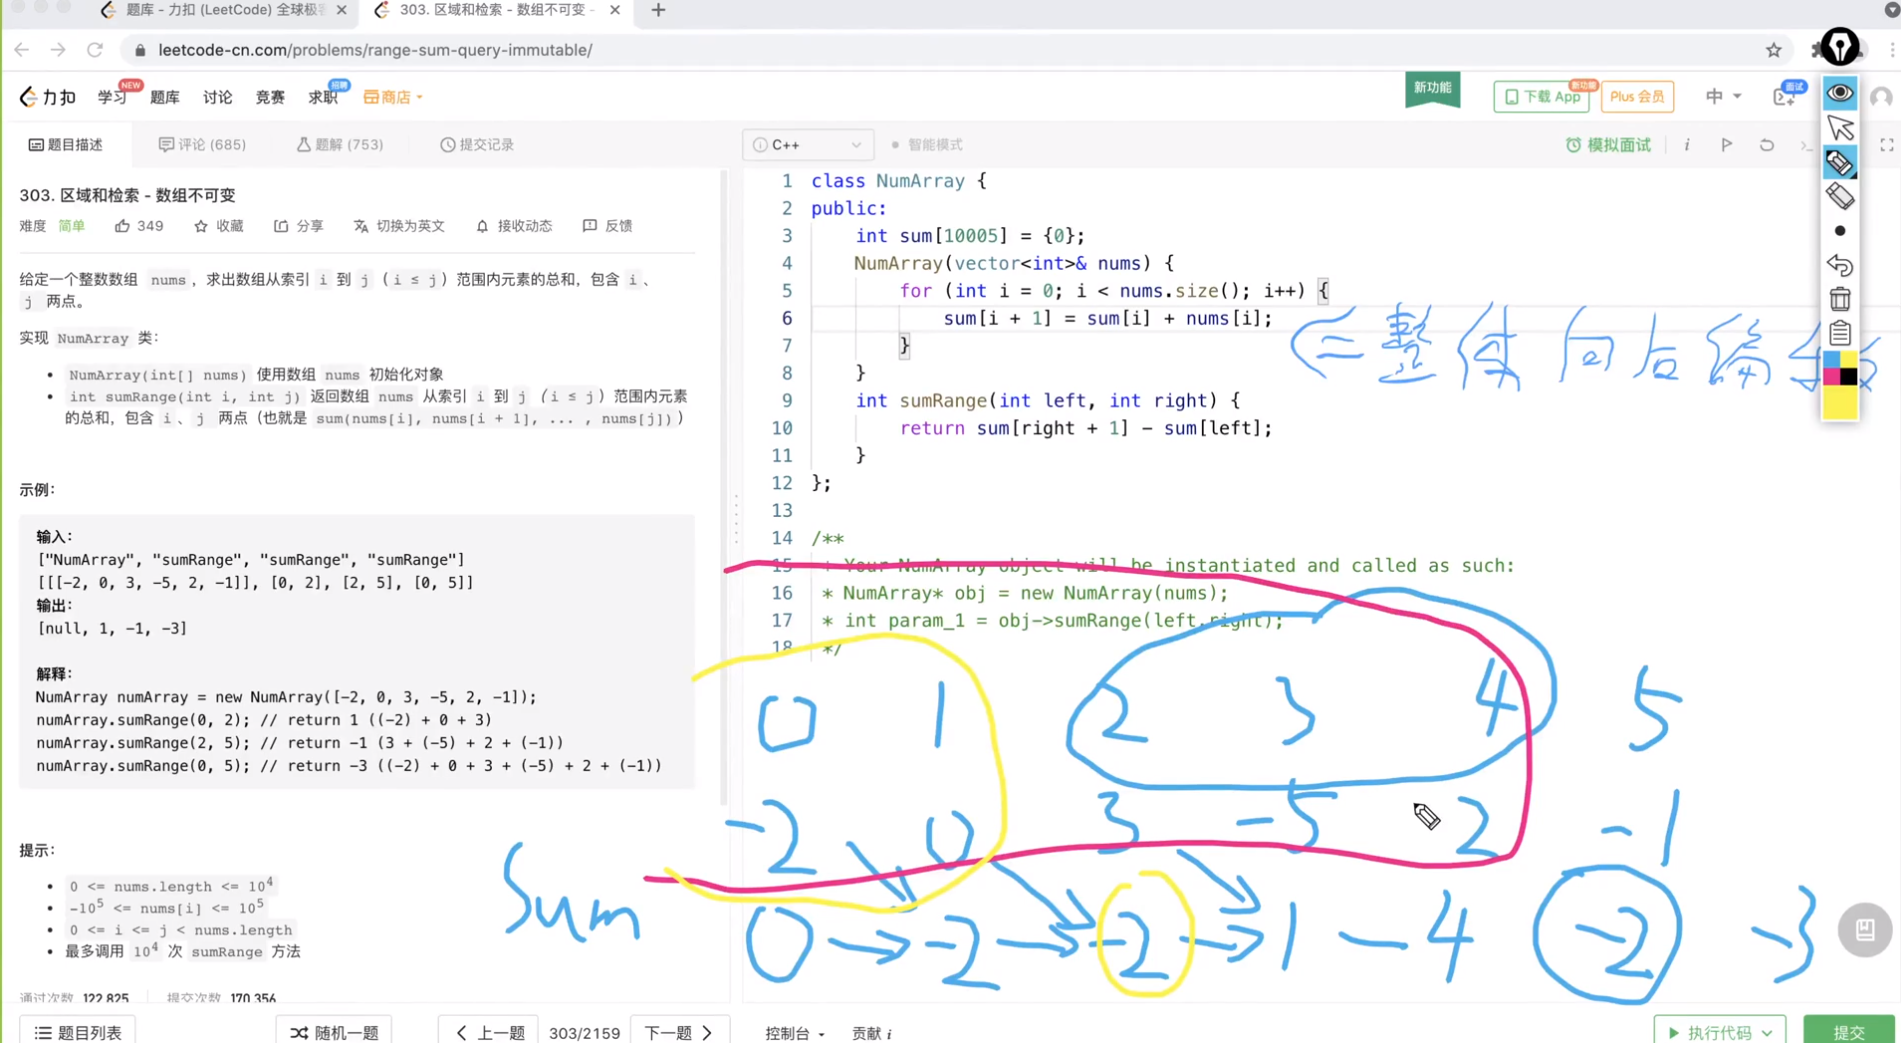 题库 - 力扣 (LeetCode) 全球极客
303. 区域和检索 - 数组不可变 -
leetcode-cn.com/problems/range-sum-query-immutable/
力扣 学习 NEW 题库 讨论 竞赛 求职 招聘 商店 新功能 下载 App 新功能 Plus 会员 中 面试
题目描述 评论 (685) 题解 (753) 提交记录
303. 区域和检索 - 数组不可变
难度 简单 349 收藏 分享 切换为英文 接收动态 反馈
给定一个整数数组 nums，求出数组从索引 i 到 j（i ≤ j）范围内元素的总和，包含 i、
j 两点。
实现 NumArray 类：
• NumArray(int[] nums) 使用数组 nums 初始化对象
• int sumRange(int i, int j) 返回数组 nums 从索引 i 到 j（i ≤ j）范围内元素
的总和，包含 i、j 两点（也就是 sum(nums[i], nums[i + 1], ... , nums[j])）
示例：
输入：
["NumArray", "sumRange", "sumRange", "sumRange"]
[[[-2, 0, 3, -5, 2, -1]], [0, 2], [2, 5], [0, 5]]
输出：
[null, 1, -1, -3]
解释：
NumArray numArray = new NumArray([-2, 0, 3, -5, 2, -1]);
numArray.sumRange(0, 2); // return 1 ((-2) + 0 + 3)
numArray.sumRange(2, 5); // return -1 (3 + (-5) + 2 + (-1))
numArray.sumRange(0, 5); // return -3 ((-2) + 0 + 3 + (-5) + 2 + (-1))
提示：
• 0 <= nums.length <= 10⁴
• -10⁵ <= nums[i] <= 10⁵
• 0 <= i <= j < nums.length
• 最多调用 10⁴ 次 sumRange 方法
通过次数 122,825 提交次数 170,356
题目列表 随机一题 上一题 303/2159 下一题
C++ 智能模式 模拟面试 i
1 class NumArray {
2 public:
3 int sum[10005] = {0};
4 NumArray(vector<int>& nums) {
5 for (int i = 0; i < nums.size(); i++) {
6 sum[i + 1] = sum[i] + nums[i];
7 }
8 }
9 int sumRange(int left, int right) {
10 return sum[right + 1] - sum[left];
11 }
12 };
13
14 /**
15 * Your NumArray object will be instantiated and called as such:
16 * NumArray* obj = new NumArray(nums);
17 * int param_1 = obj->sumRange(left,right);
18 */
整体向后偏移
0 1 2 3 4 5
-2 0 3 -5 2 -1
Sum 0 → -2 → -2 → 1 -4 -2 -3
控制台 贡献 i 执行代码 提交